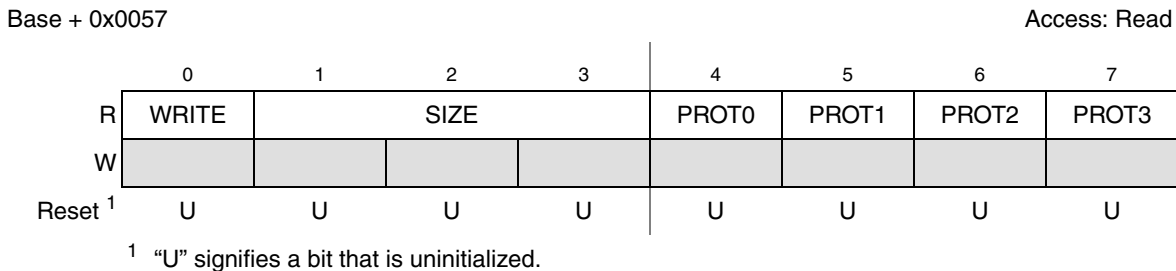 Base + 0x0057 Access: Read
0 1 2 3 4 5 6 7
R WRITE SIZE PROT0 PROT1 PROT2 PROT3
W
Reset 1 U U U U U U U U
1 “U” signifies a bit that is uninitialized.